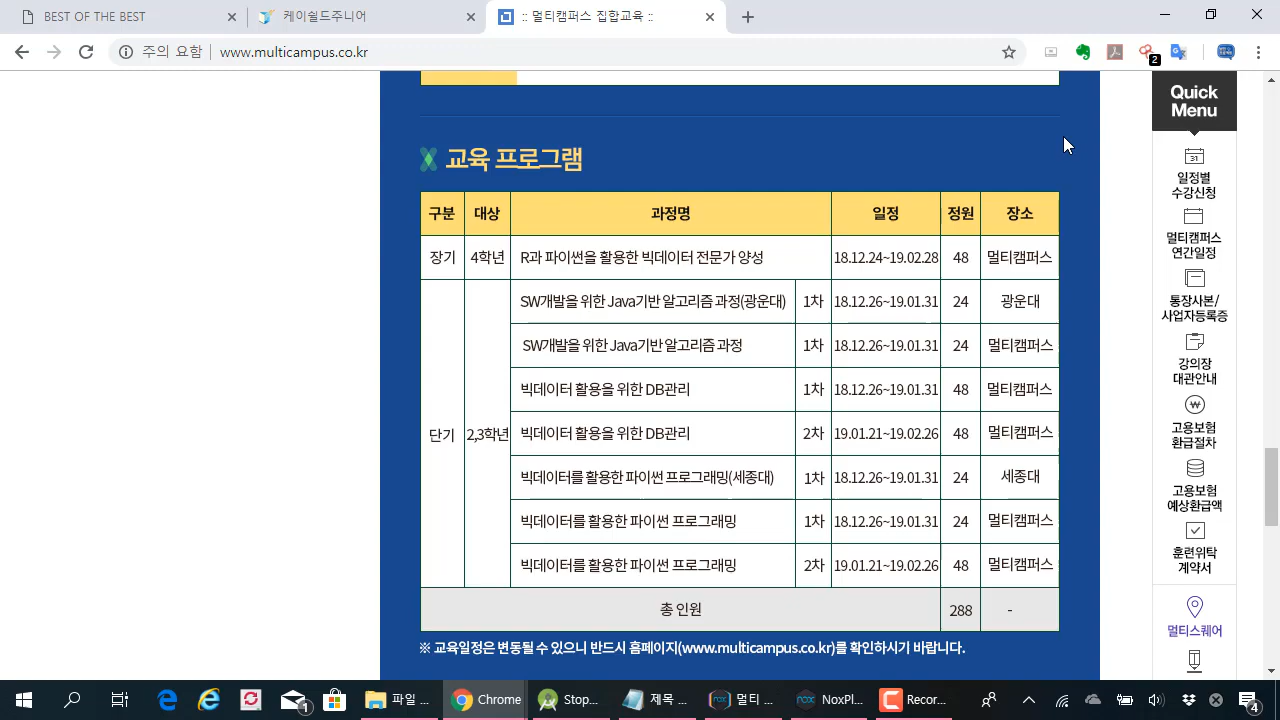 BEST OF THE BEST
케이쉴드주니어
:: 멀티캠퍼스 집합교육 ::
주의 요함 www.multicampus.co.kr
2
교육 프로그램
구분 대상 과정명 일정 정원 장소
장기 4학년 R과 파이썬을 활용한 빅데이터 전문가 양성 18.12.24~19.02.28 48 멀티캠퍼스
SW개발을 위한 Java기반 알고리즘 과정(광운대) 1차 18.12.26~19.01.31 24 광운대
SW개발을 위한 Java기반 알고리즘 과정 1차 18.12.26~19.01.31 24 멀티캠퍼스
빅데이터 활용을 위한 DB관리 1차 18.12.26~19.01.31 48 멀티캠퍼스
단기 2,3학년 빅데이터 활용을 위한 DB관리 2차 19.01.21~19.02.26 48 멀티캠퍼스
빅데이터를 활용한 파이썬 프로그래밍(세종대) 1차 18.12.26~19.01.31 24 세종대
빅데이터를 활용한 파이썬 프로그래밍 1차 18.12.26~19.01.31 24 멀티캠퍼스
빅데이터를 활용한 파이썬 프로그래밍 2차 19.01.21~19.02.26 48 멀티캠퍼스
총 인원 288 -
※ 교육일정은 변동될 수 있으니 반드시 홈페이지(www.multicampus.co.kr)를 확인하시기 바랍니다.
Quick
Menu
31
일정별
수강신청
멀티캠퍼스
연간일정
통장사본/
사업자등록증
강의장
대관안내
₩
고용보험
환급절차
고용보험
예상환급액
훈련위탁
계약서
멀티스퀘어
1
파일 ...
Chrome
Stop...
제목 ...
멀티 ...
NoxPl...
Recor...
4